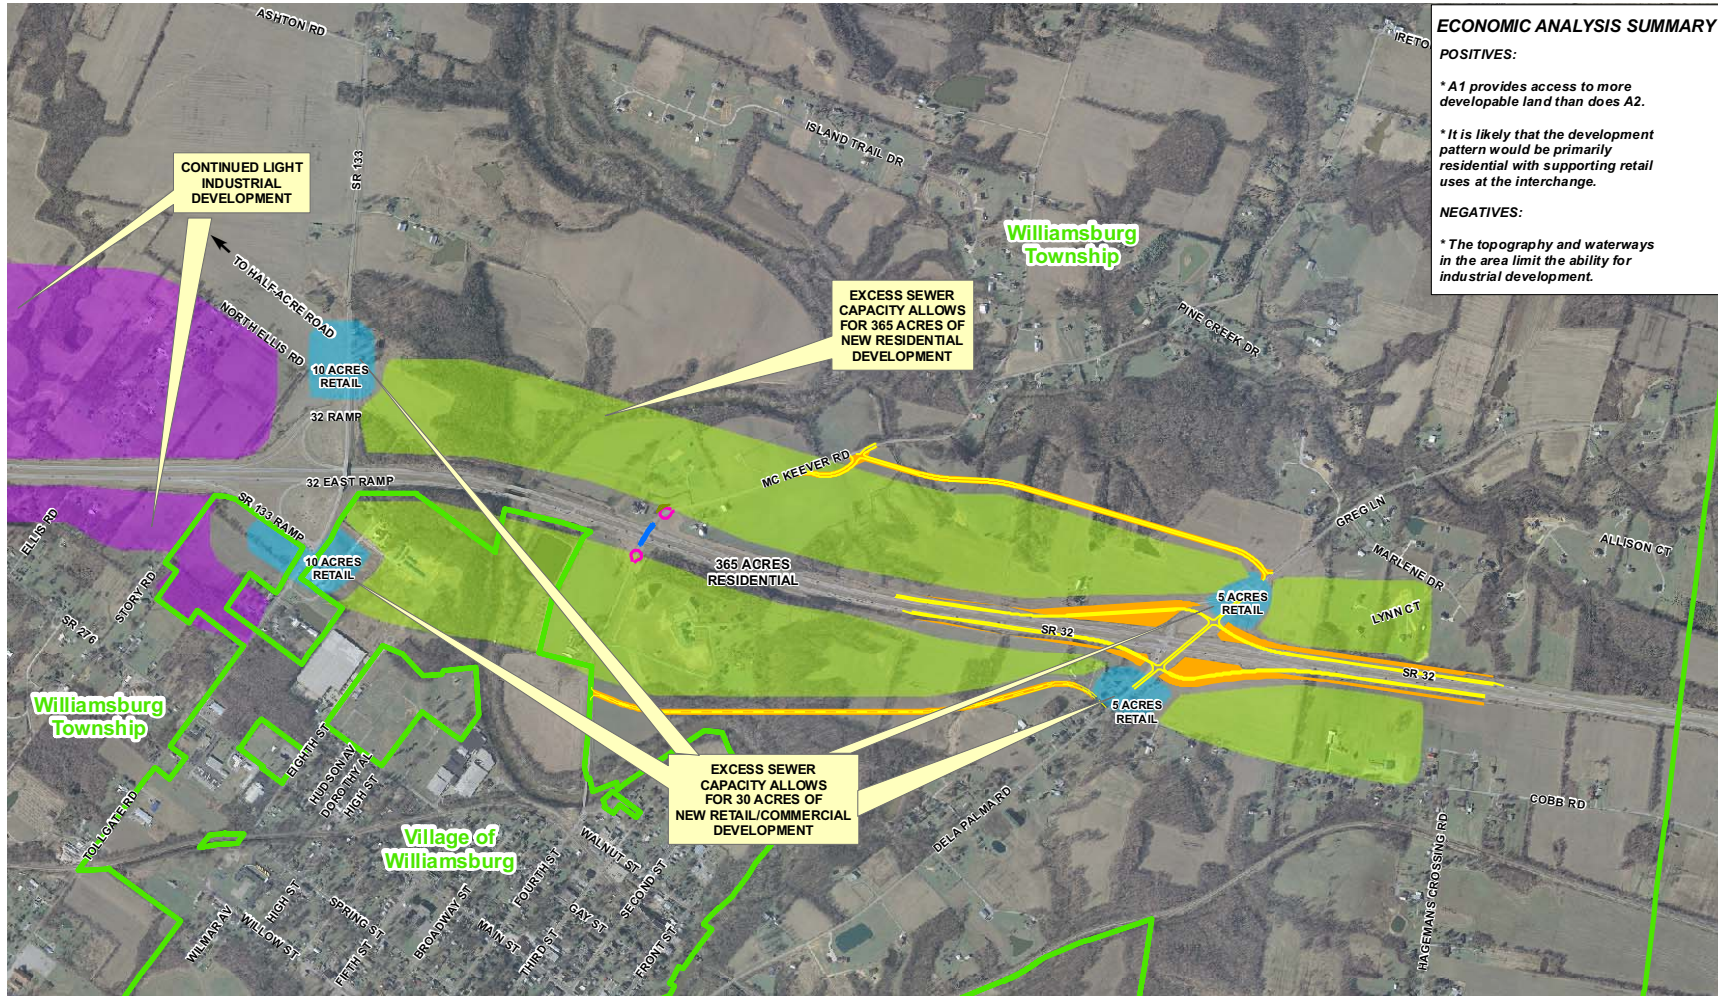 ECONOMIC ANALYSIS SUMMARY
POSITIVES:
* A1 provides access to more
developable land than does A2.
* It is likely that the development
pattern would be primarily
residential with supporting retail
uses at the interchange.
NEGATIVES:
* The topography and waterways
in the area limit the ability for
industrial development.
ASHTON RD
SR 133
ISLAND TRAIL DR
CONTINUED LIGHT
INDUSTRIAL
DEVELOPMENT
TO HALF-ACRE ROAD
NORTH ELLIS RD
Williamsburg
Township
PINE CREEK DR
EXCESS SEWER
CAPACITY ALLOWS
FOR 365 ACRES OF
NEW RESIDENTIAL
DEVELOPMENT
10 ACRES
RETAIL
32 RAMP
32 EAST RAMP
MC KEEVER RD
SR 133 RAMP
ELLIS RD
GREG LN
ALLISON CT
MARLENE DR
LYNN CT
10 ACRES
RETAIL
365 ACRES
RESIDENTIAL
STORY RD
SR 276
5 ACRES
RETAIL
SR 32
SR 32
5 ACRES
RETAIL
Williamsburg
Township
EIGHTH ST
HUDSON AV
DOROTHY AL
HIGH ST
EXCESS SEWER
CAPACITY ALLOWS
FOR 30 ACRES OF
NEW RETAIL/COMMERCIAL
DEVELOPMENT
TOLLGATE RD
Village of
Williamsburg
DELA PALMA RD
COBB RD
HAGEMANS CROSSING RD
WALNUT ST
FOURTH ST
SECOND ST
HIGH ST
WILMAR AV
WILLOW ST
SPRING ST
FIFTH ST
BROADWAY ST
MAIN ST
THIRD ST
GAY ST
FRONT ST